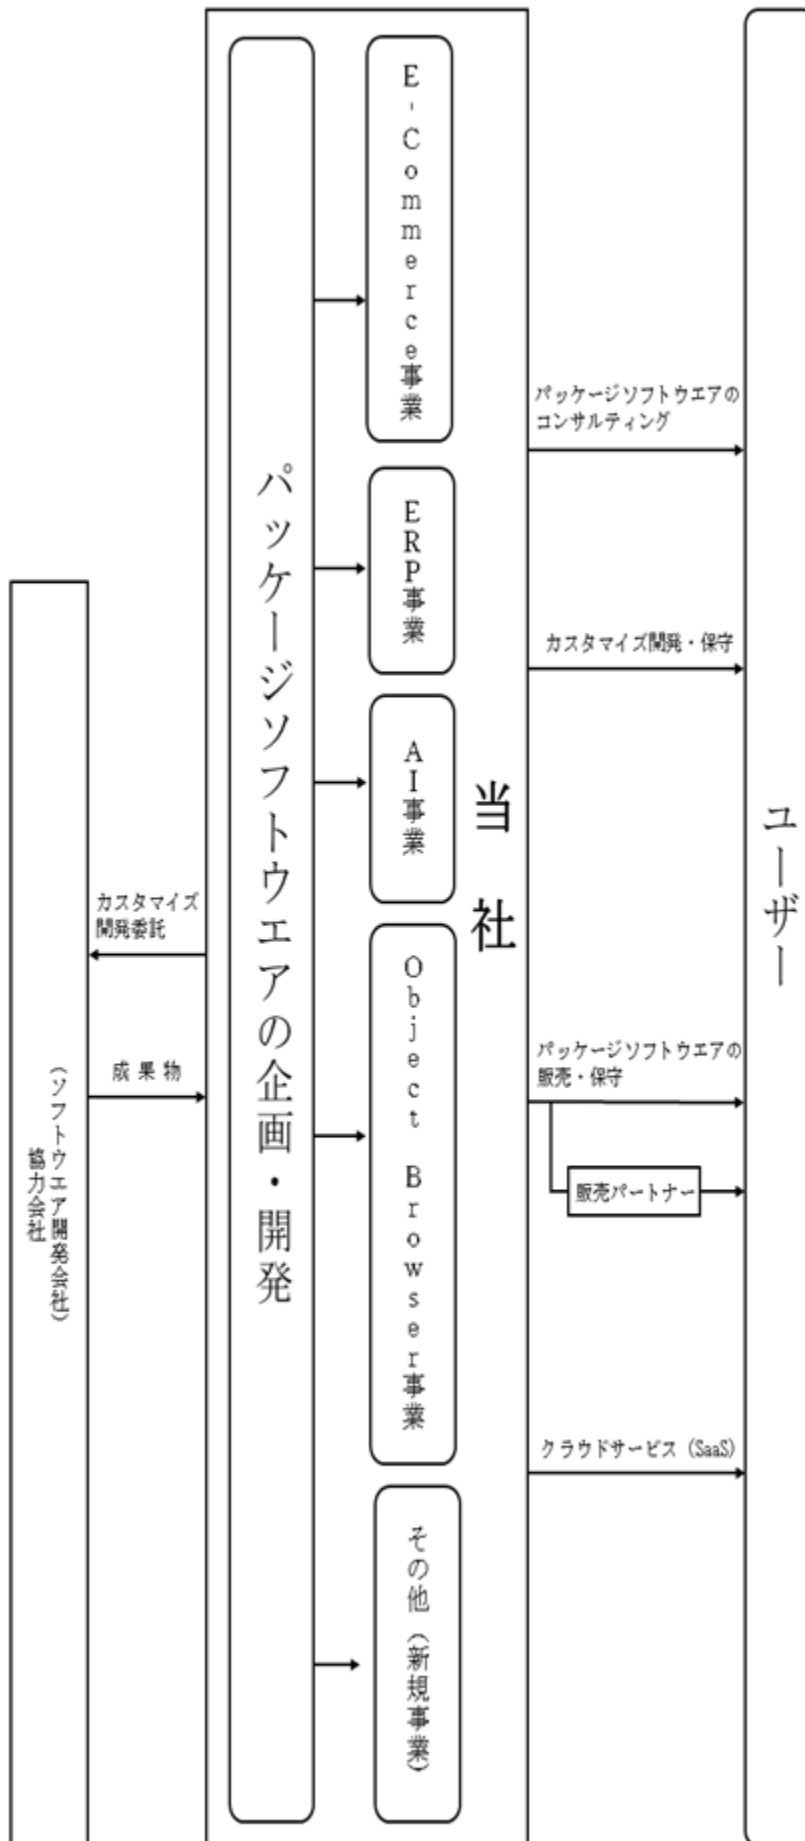 協力会社
(ソフトウエア開発会社)
カスタマイズ
開発委託
成果物
パッケージソフトウエアの企画・開発
E-Commerce事業
ERP事業
AI事業
Object Browser事業
その他(新規事業)
当社
パッケージソフトウエアの
コンサルティング
カスタマイズ開発・保守
パッケージソフトウエアの
販売・保守
販売パートナー
クラウドサービス(SaaS)
ユーザー